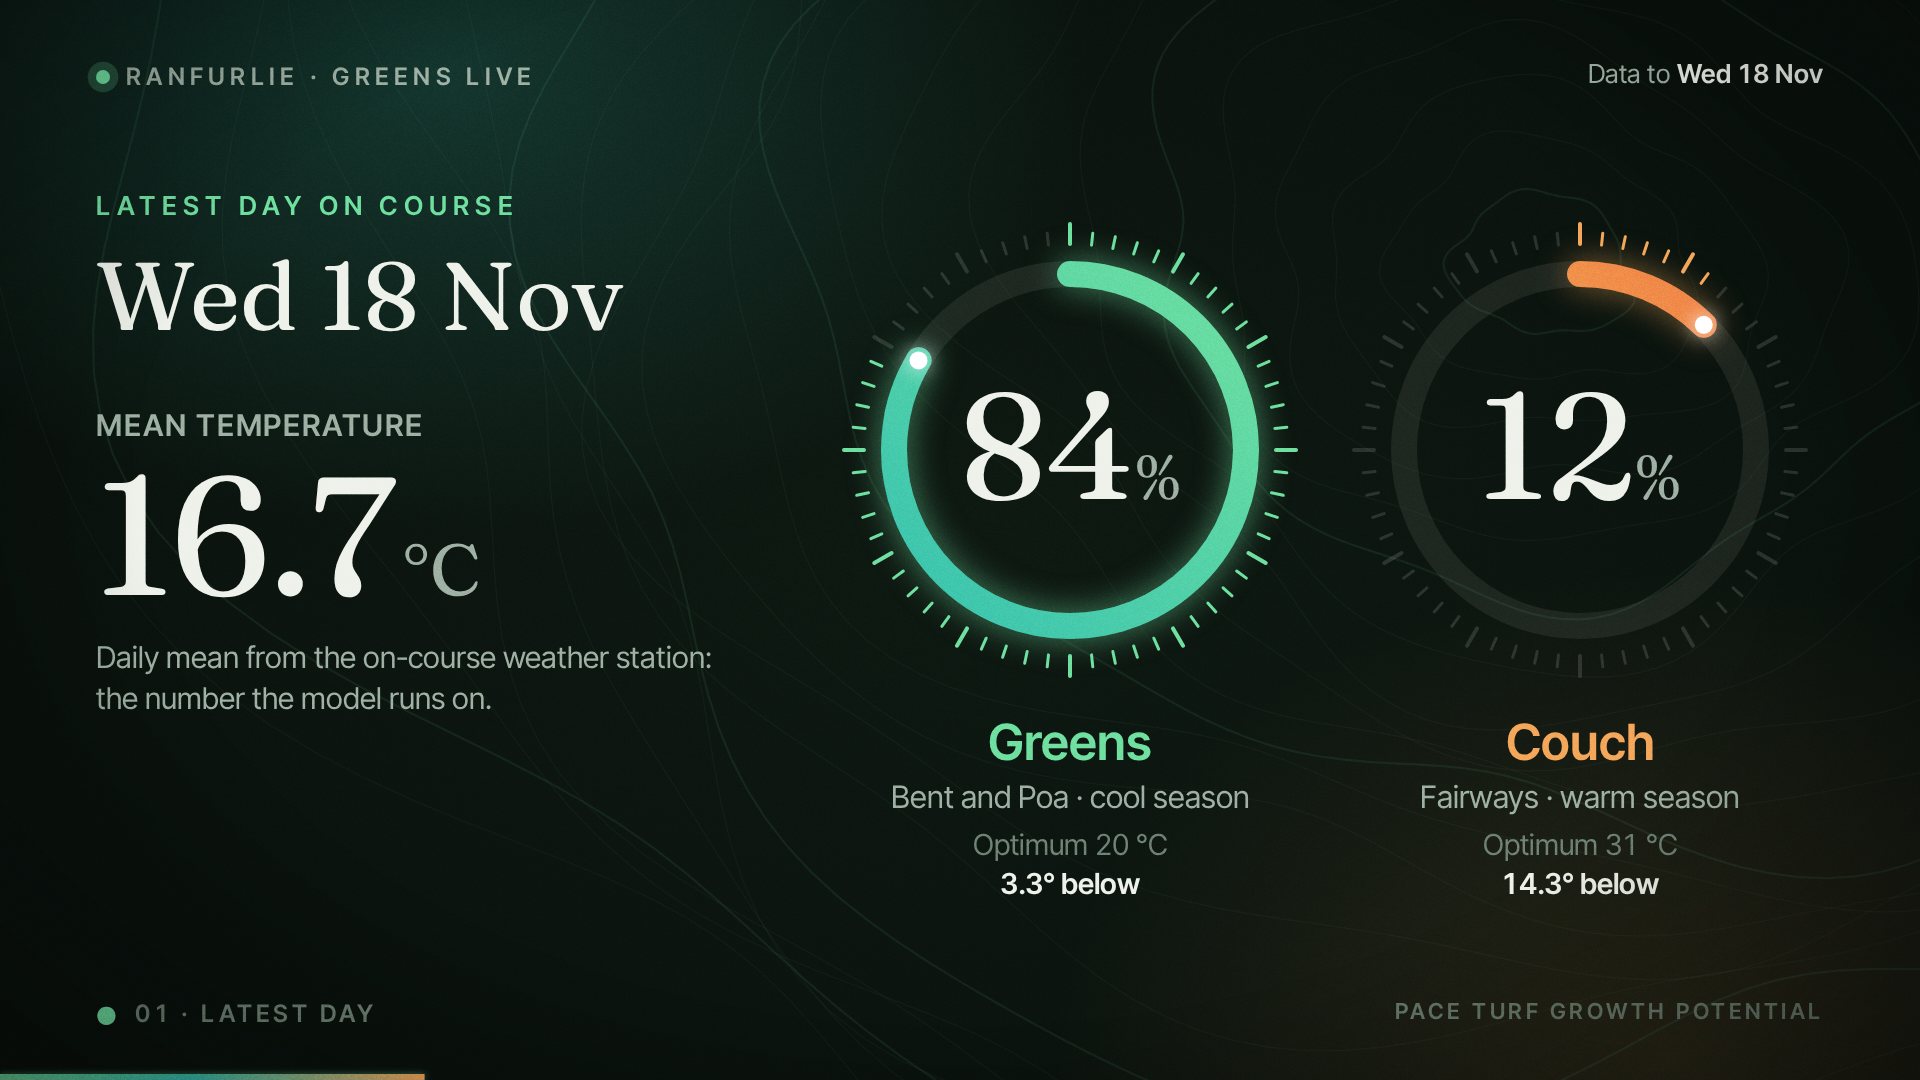 RANFURLIE · GREENS LIVE
Data to Wed 18 Nov
LATEST DAY ON COURSE
Wed 18 Nov
MEAN TEMPERATURE
16.7 °C
Daily mean from the on-course weather station:
the number the model runs on.
84%
Greens
Bent and Poa · cool season
Optimum 20 °C
3.3° below
12%
Couch
Fairways · warm season
Optimum 31 °C
14.3° below
01 · LATEST DAY
PACE TURF GROWTH POTENTIAL